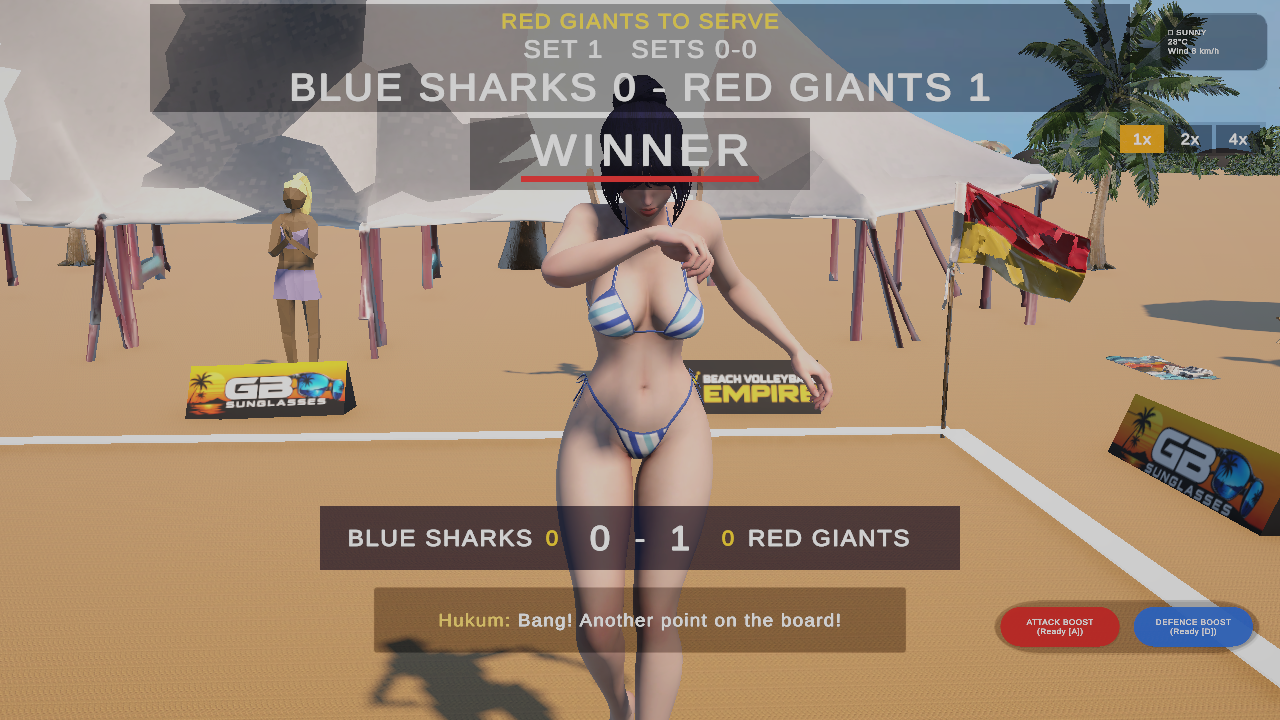 RED GIANTS TO SERVE
SET 1 SETS 0-0
BLUE SHARKS 0 - RED GIANTS 1
WINNER
SUNNY
28°C
Wind 6 km/h
1x 2x 4x
GB
SUNGLASSES
BEACH VOLLEYBA
EMPIRE
GB
SUNGLASSES
BLUE SHARKS 0 0 - 1 0 RED GIANTS
Hukum: Bang! Another point on the board!
ATTACK BOOST
(Ready [A])
DEFENCE BOOST
(Ready [D])